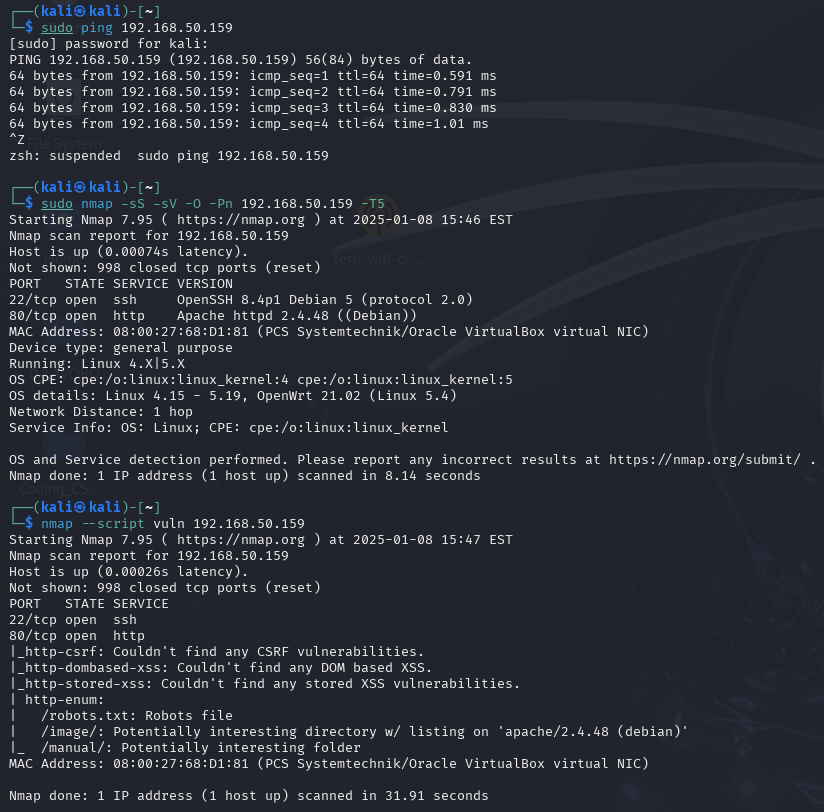 ┌──(kali㉿kali)-[~]
└─$ sudo ping 192.168.50.159
[sudo] password for kali:
PING 192.168.50.159 (192.168.50.159) 56(84) bytes of data.
64 bytes from 192.168.50.159: icmp_seq=1 ttl=64 time=0.591 ms
64 bytes from 192.168.50.159: icmp_seq=2 ttl=64 time=0.791 ms
64 bytes from 192.168.50.159: icmp_seq=3 ttl=64 time=0.830 ms
64 bytes from 192.168.50.159: icmp_seq=4 ttl=64 time=1.01 ms
^Z
File System
zsh: suspended  sudo ping 192.168.50.159
┌──(kali㉿kali)-[~]
└─$ sudo nmap -sS -sV -O -Pn 192.168.50.159 -T5
Starting Nmap 7.95 ( https://nmap.org ) at 2025-01-08 15:46 EST
Nmap scan report for 192.168.50.159
Host is up (0.00074s latency).
fern-wifi-cr...
Not shown: 998 closed tcp ports (reset)
PORT   STATE SERVICE VERSION
22/tcp open  ssh     OpenSSH 8.4p1 Debian 5 (protocol 2.0)
80/tcp open  http    Apache httpd 2.4.48 ((Debian))
MAC Address: 08:00:27:68:D1:81 (PCS Systemtechnik/Oracle VirtualBox virtual NIC)
Device type: general purpose
Running: Linux 4.X|5.X
OS CPE: cpe:/o:linux:linux_kernel:4 cpe:/o:linux:linux_kernel:5
OS details: Linux 4.15 - 5.19, OpenWrt 21.02 (Linux 5.4)
Network Distance: 1 hop
Service Info: OS: Linux; CPE: cpe:/o:linux:linux_kernel
OS and Service detection performed. Please report any incorrect results at https://nmap.org/submit/ .
Nmap done: 1 IP address (1 host up) scanned in 8.14 seconds
Coding_CS...
┌──(kali㉿kali)-[~]
└─$ nmap --script vuln 192.168.50.159
Starting Nmap 7.95 ( https://nmap.org ) at 2025-01-08 15:47 EST
Nmap scan report for 192.168.50.159
Host is up (0.00026s latency).
Not shown: 998 closed tcp ports (reset)
PORT   STATE SERVICE
22/tcp open  ssh
80/tcp open  http
|_http-csrf: Couldn't find any CSRF vulnerabilities.
|_http-dombased-xss: Couldn't find any DOM based XSS.
|_http-stored-xss: Couldn't find any stored XSS vulnerabilities.
| http-enum:
|   /robots.txt: Robots file
|   /image/: Potentially interesting directory w/ listing on 'apache/2.4.48 (debian)'
|_  /manual/: Potentially interesting folder
MAC Address: 08:00:27:68:D1:81 (PCS Systemtechnik/Oracle VirtualBox virtual NIC)
Nmap done: 1 IP address (1 host up) scanned in 31.91 seconds